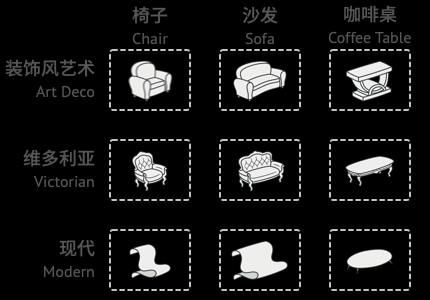 椅子 沙发 咖啡桌
Chair Sofa Coffee Table
装饰风艺术
Art Deco
维多利亚
Victorian
现代
Modern